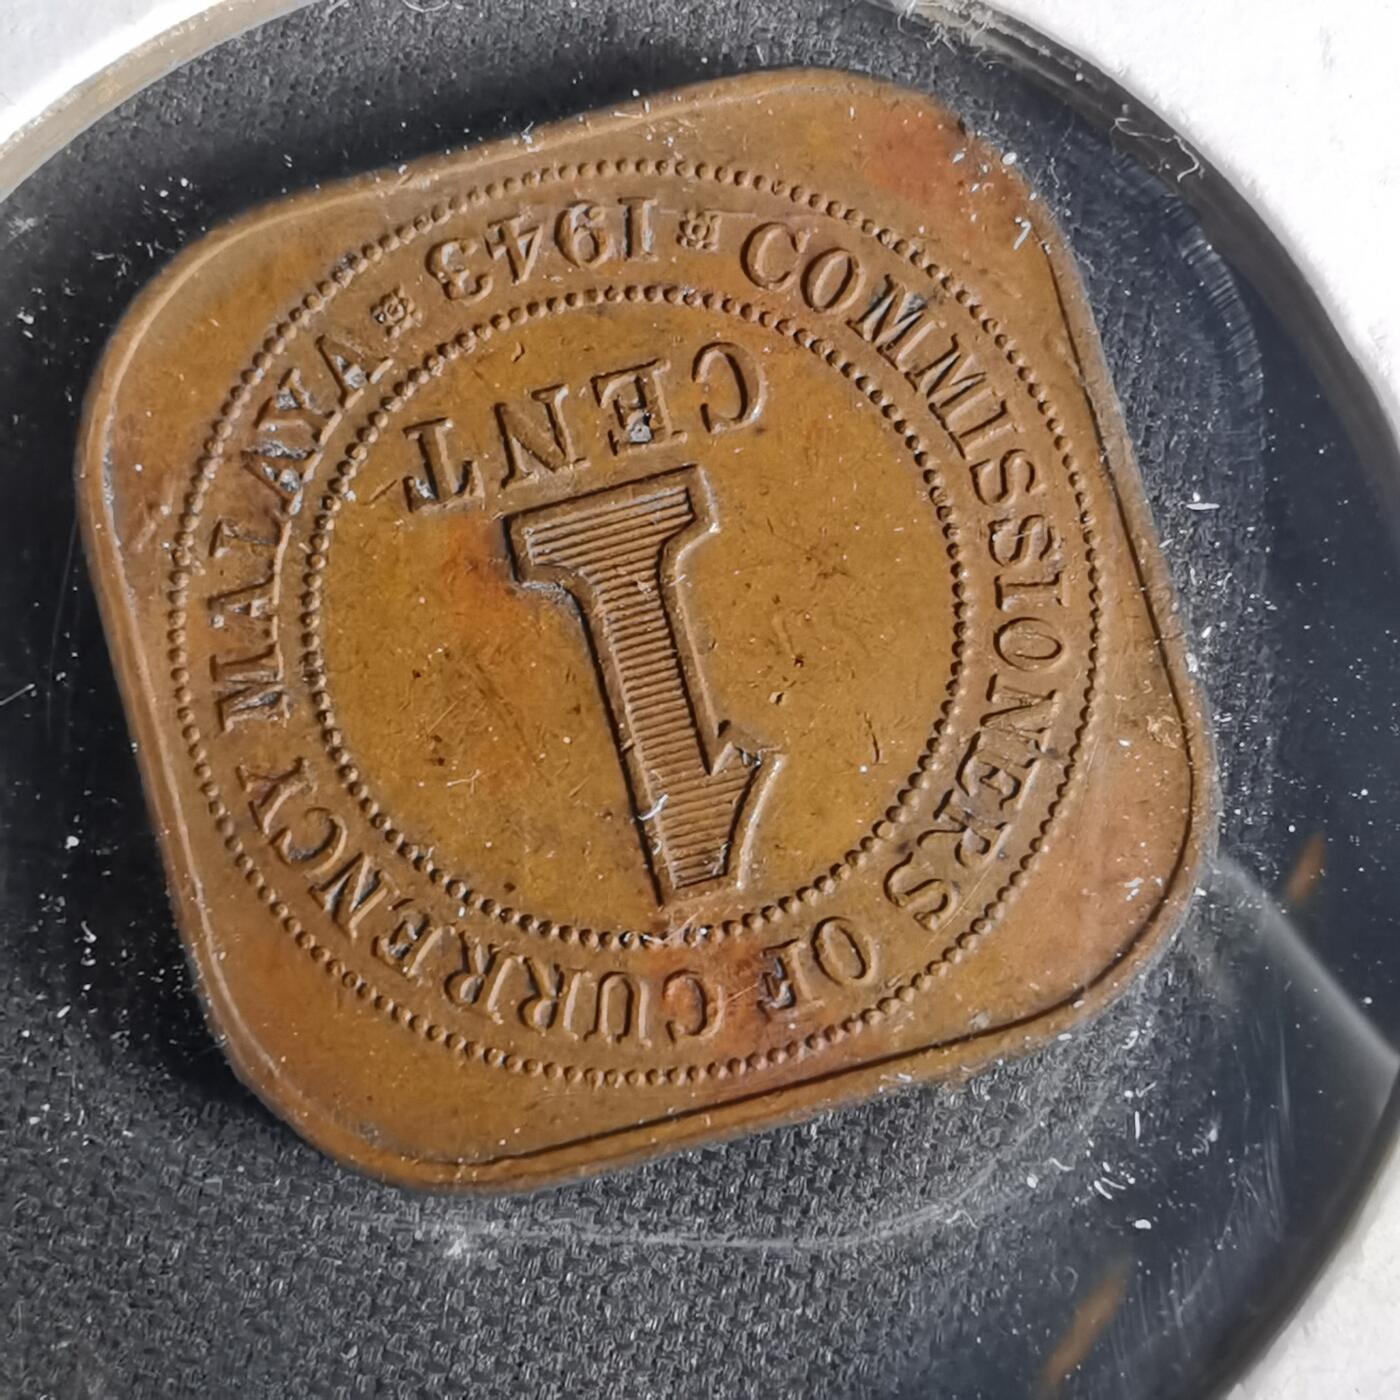 COMMISSIONERS OF CURRENCY MALAYA
1943
1
CENT